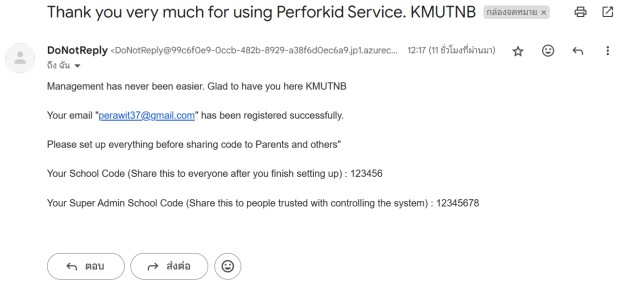 Thank you very much for using Perforkid Service. KMUTNB กล่องจดหมาย ×
DoNotReply <DoNotReply@99c6f0e9-0ccb-482b-8929-a38f6d0ec6a9.jp1.azurec... 12:17 (11 ชั่วโมงที่ผ่านมา)
ถึง ฉัน
Management has never been easier. Glad to have you here KMUTNB
Your email "perawit37@gmail.com" has been registered successfully.
Please set up everything before sharing code to Parents and others"
Your School Code (Share this to everyone after you finish setting up) : 123456
Your Super Admin School Code (Share this to people trusted with controlling the system) : 12345678
ตอบ ส่งต่อ